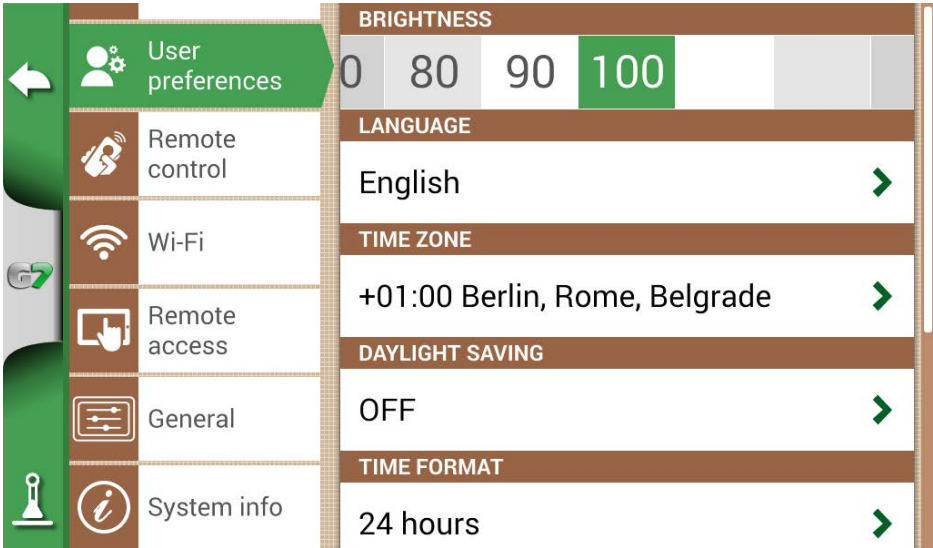 User
preferences
Remote
control
Wi-Fi
Remote
access
General
System info
G7
BRIGHTNESS
0 80 90 100
LANGUAGE
English
TIME ZONE
+01:00 Berlin, Rome, Belgrade
DAYLIGHT SAVING
OFF
TIME FORMAT
24 hours